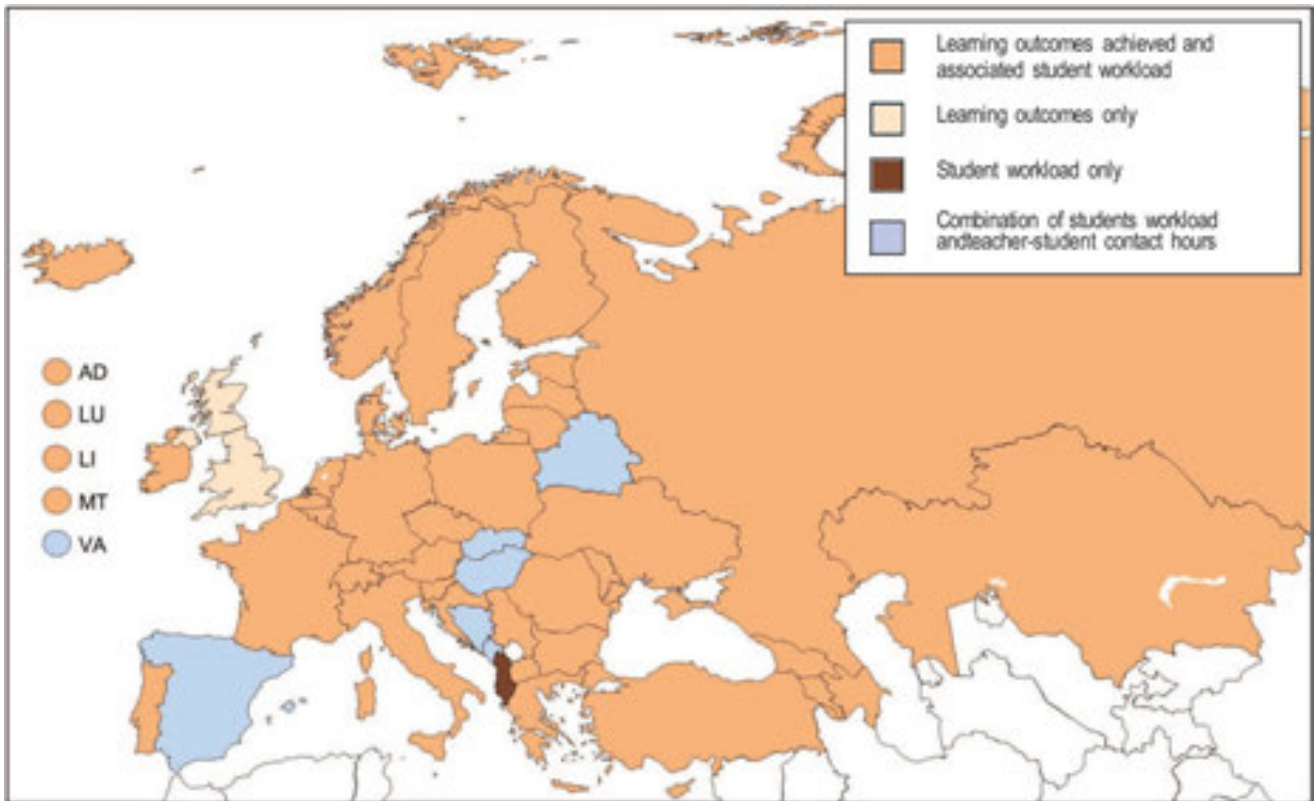 Learning outcomes achieved and
associated student workload
Learning outcomes only
Student workload only
Combination of students workload
andteacher-student contact hours
AD
LU
LI
MT
VA